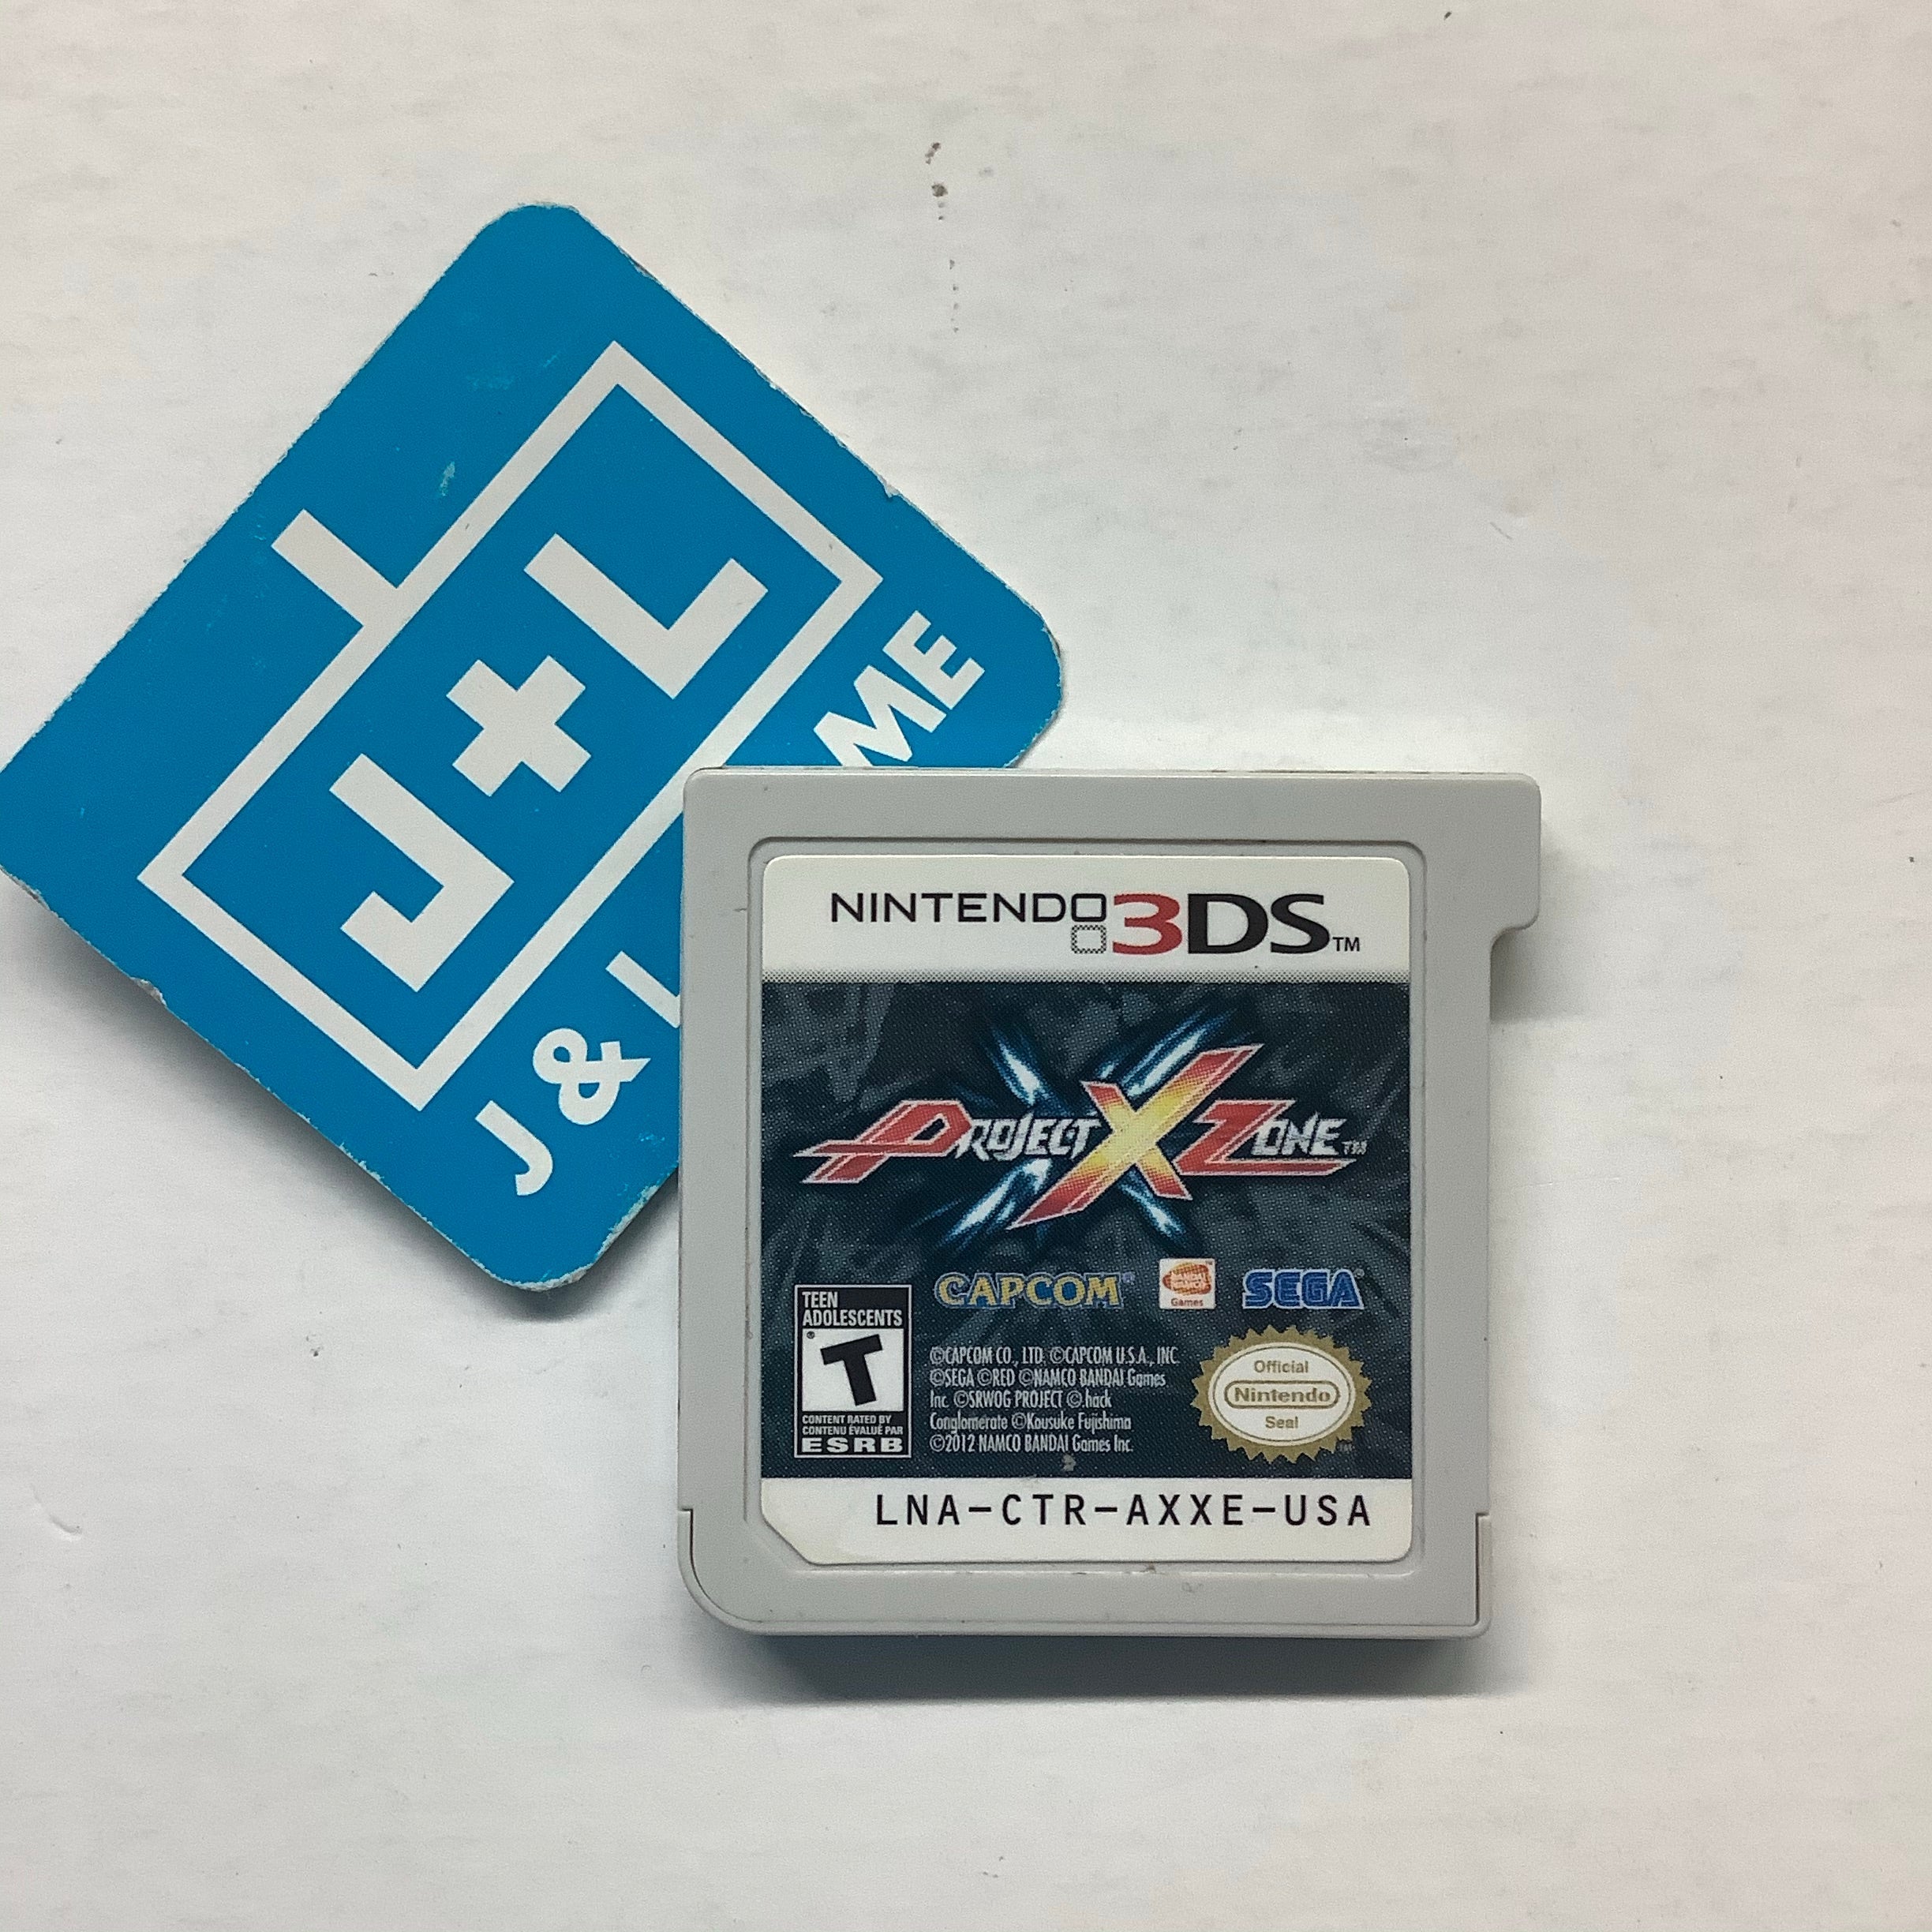 J+L
J & L
ME
NINTENDO 3DS™
PROJECT X ZONE™
CAPCOM®
BANDAI NAMCO Games
SEGA®
TEEN
ADOLESCENTS
T®
CONTENT RATED BY
CONTENU ÉVALUÉ PAR
ESRB
©CAPCOM CO., LTD. ©CAPCOM U.S.A., INC.
©SEGA ©RED ©NAMCO BANDAI Games
Inc. ©SRWOG PROJECT ©.hack
Conglomerate ©Kousuke Fujishima
©2012 NAMCO BANDAI Games Inc.
Official
Nintendo
Seal
LNA-CTR-AXXE-USA